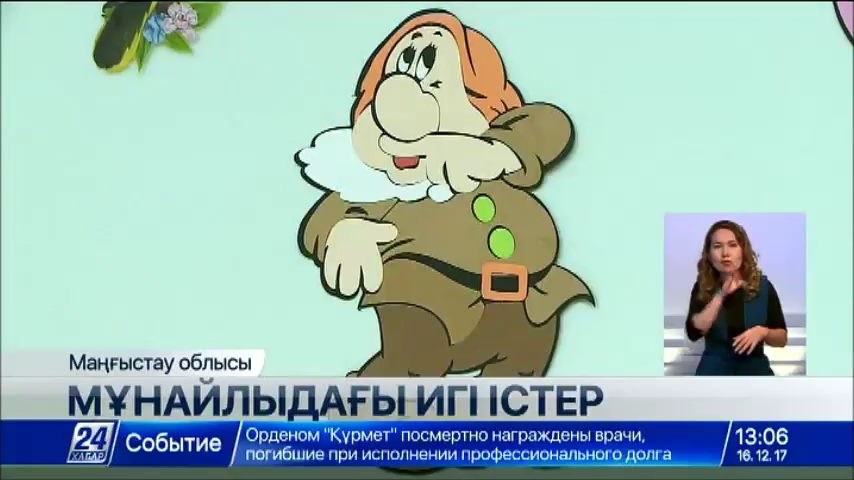 Маңғыстау облысы
МҰНАЙЛЫДАҒЫ ИГІ ІСТЕР
24
ХАБАР
Событие
Орденом "Құрмет" посмертно награждены врачи,
погибшие при исполнении профессионального долга
13:06
16.12.17